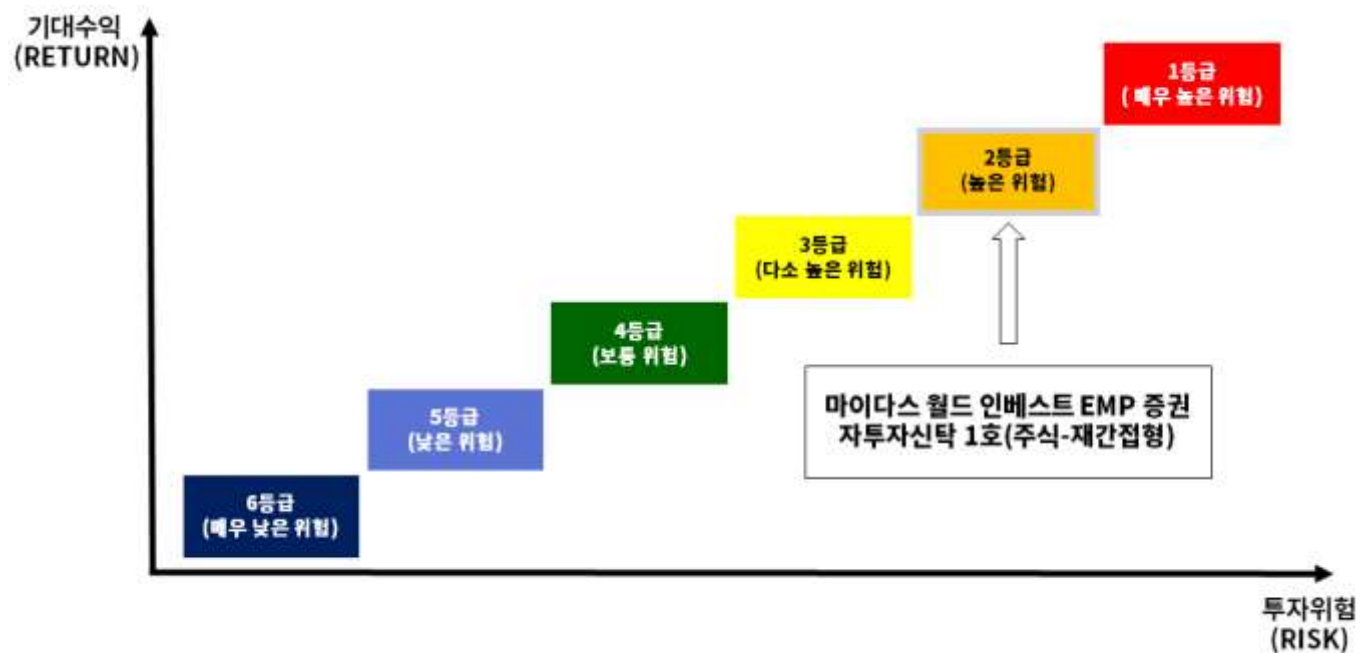 기대수익
(RETURN)
1등급
( 매우 높은 위험)
2등급
(높은 위험)
3등급
(다소 높은 위험)
4등급
(보통 위험)
마이다스 월드 인베스트 EMP 증권
자투자신탁 1호(주식-재간접형)
5등급
(낮은 위험)
6등급
(매우 낮은 위험)
투자위험
(RISK)